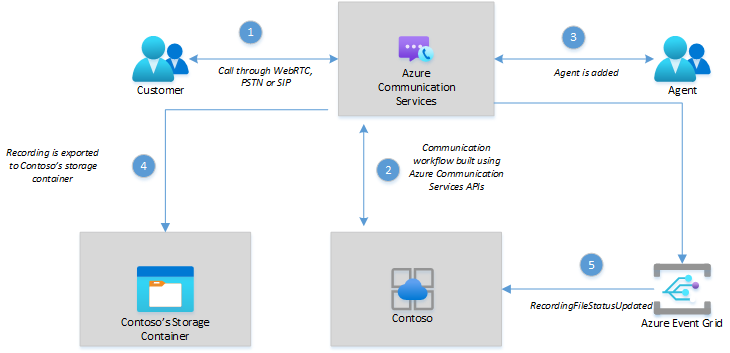 1
3
Customer
Call through WebRTC,
PSTN or SIP
Azure
Communication
Services
Agent is added
Agent
Recording is exported
to Contoso's storage
container
4
2
Communication
workflow built using
Azure Communication
Services APIs
5
Contoso's Storage
Container
Contoso
RecordingFileStatusUpdated
Azure Event Grid